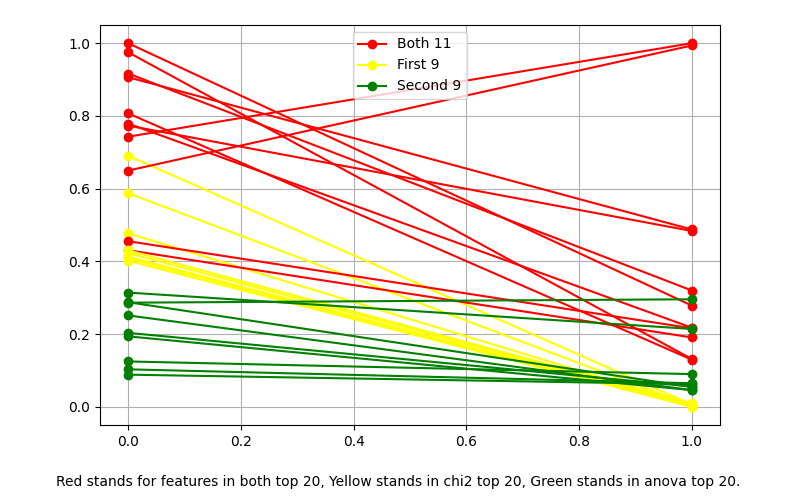 1.0
0.8
0.6
0.4
0.2
0.0
Both 11
First 9
Second 9
0.0 0.2 0.4 0.6 0.8 1.0
Red stands for features in both top 20, Yellow stands in chi2 top 20, Green stands in anova top 20.